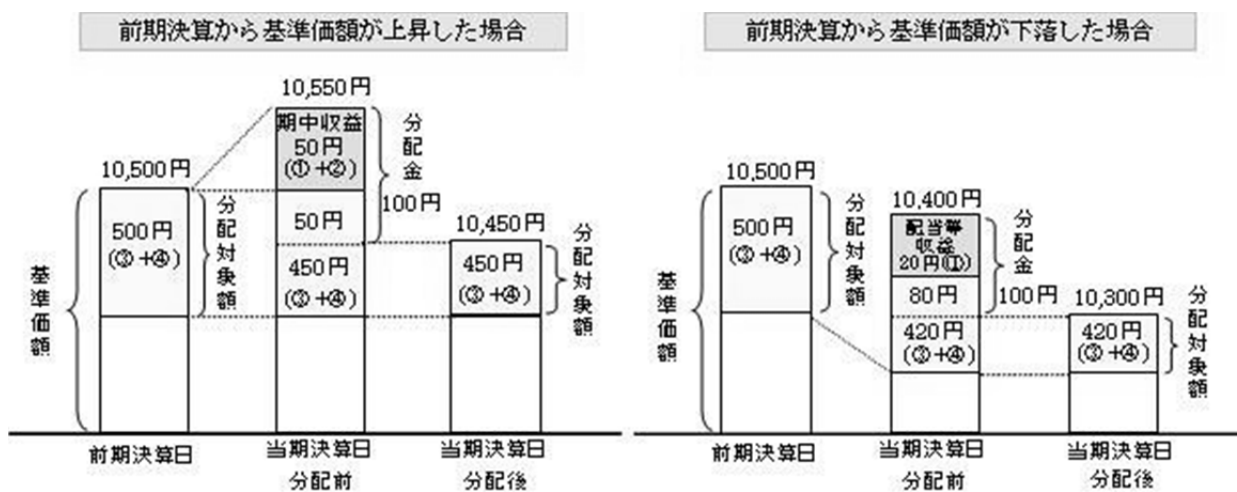 前期決算から基準価額が上昇した場合
10,550円
期中収益
50円
(①+②)
分配金
10,500円
500円
(③+④)
分配対象額
50円
100円
10,450円
450円
(③+④)
450円
(③+④)
分配対象額
基準価額
前期決算日
当期決算日
分配前
当期決算日
分配後
前期決算から基準価額が下落した場合
10,500円
500円
(③+④)
分配対象額
10,400円
配当等
収益
20円(①)
分配金
80円
100円
10,300円
420円
(③+④)
420円
(③+④)
分配対象額
基準価額
前期決算日
当期決算日
分配前
当期決算日
分配後